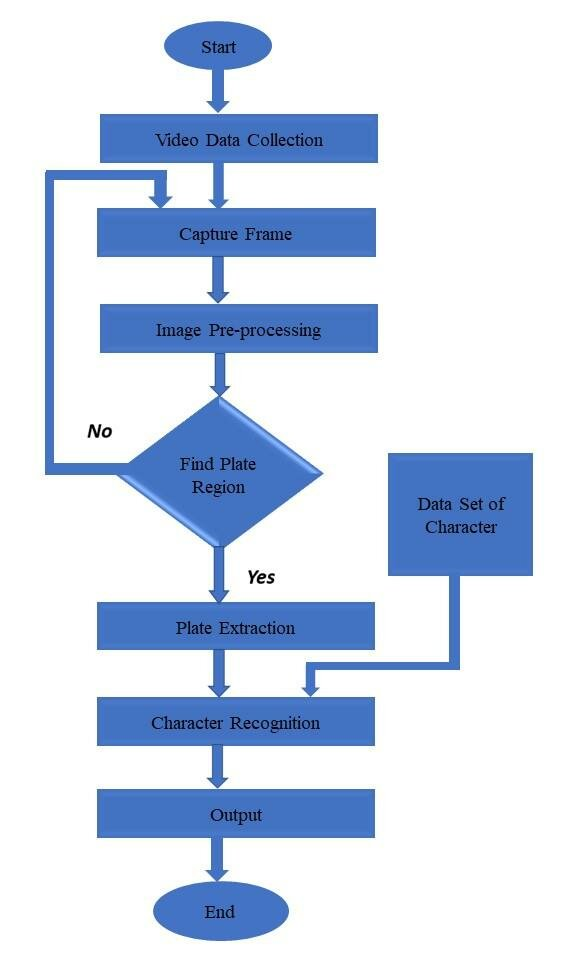 Start
Video Data Collection
Capture Frame
Image Pre-processing
No
Find Plate
Region
Data Set of
Character
Yes
Plate Extraction
Character Recognition
Output
End